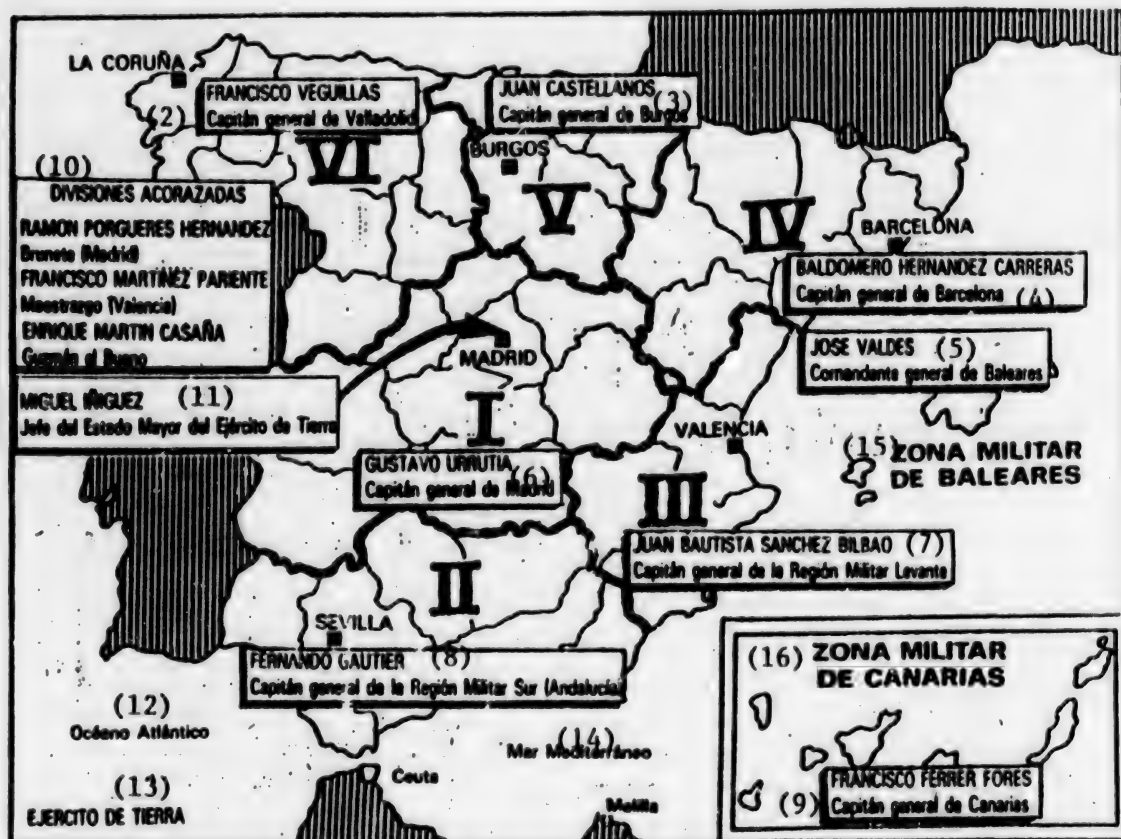 LA CORUÑA
FRANCISCO VEGUILLAS
(2) Capitán general de Valladolid
JUAN CASTELLANOS
(3)
Capitán general de Burgos
VI
BURGOS
V
IV
BARCELONA
(10)
DIVISIONES ACORAZADAS
RAMON PORGUERES HERNANDEZ
Brunete (Madrid)
FRANCISCO MARTINEZ PARIENTE
Maestrazgo (Valencia)
ENRIQUE MARTIN CASAÑA
Guzmán el Bueno
BALDOMERO HERNANDEZ CARRERAS
Capitán general de Barcelona (4)
JOSE VALDES (5)
Comandante general de Baleares
MADRID
MIGUEL IÑIGUEZ (11)
Jefe del Estado Mayor del Ejército de Tierra
I
VALENCIA
(15) ZONA MILITAR
DE BALEARES
GUSTAVO URRUTIA
(6)
Capitán general de Madrid
III
JUAN BAUTISTA SANCHEZ BILBAO (7)
Capitán general de la Región Militar Levante
II
SEVILLA
FERNANDO GAUTIER (8)
Capitán general de la Región Militar Sur (Andalucía)
(16) ZONA MILITAR
DE CANARIAS
(12)
Océano Atlántico
(14)
Mar Mediterráneo
(13)
EJERCITO DE TIERRA
Ceuta
Melilla
FRANCISCO FERRER FORES
(9) Capitán general de Canarias